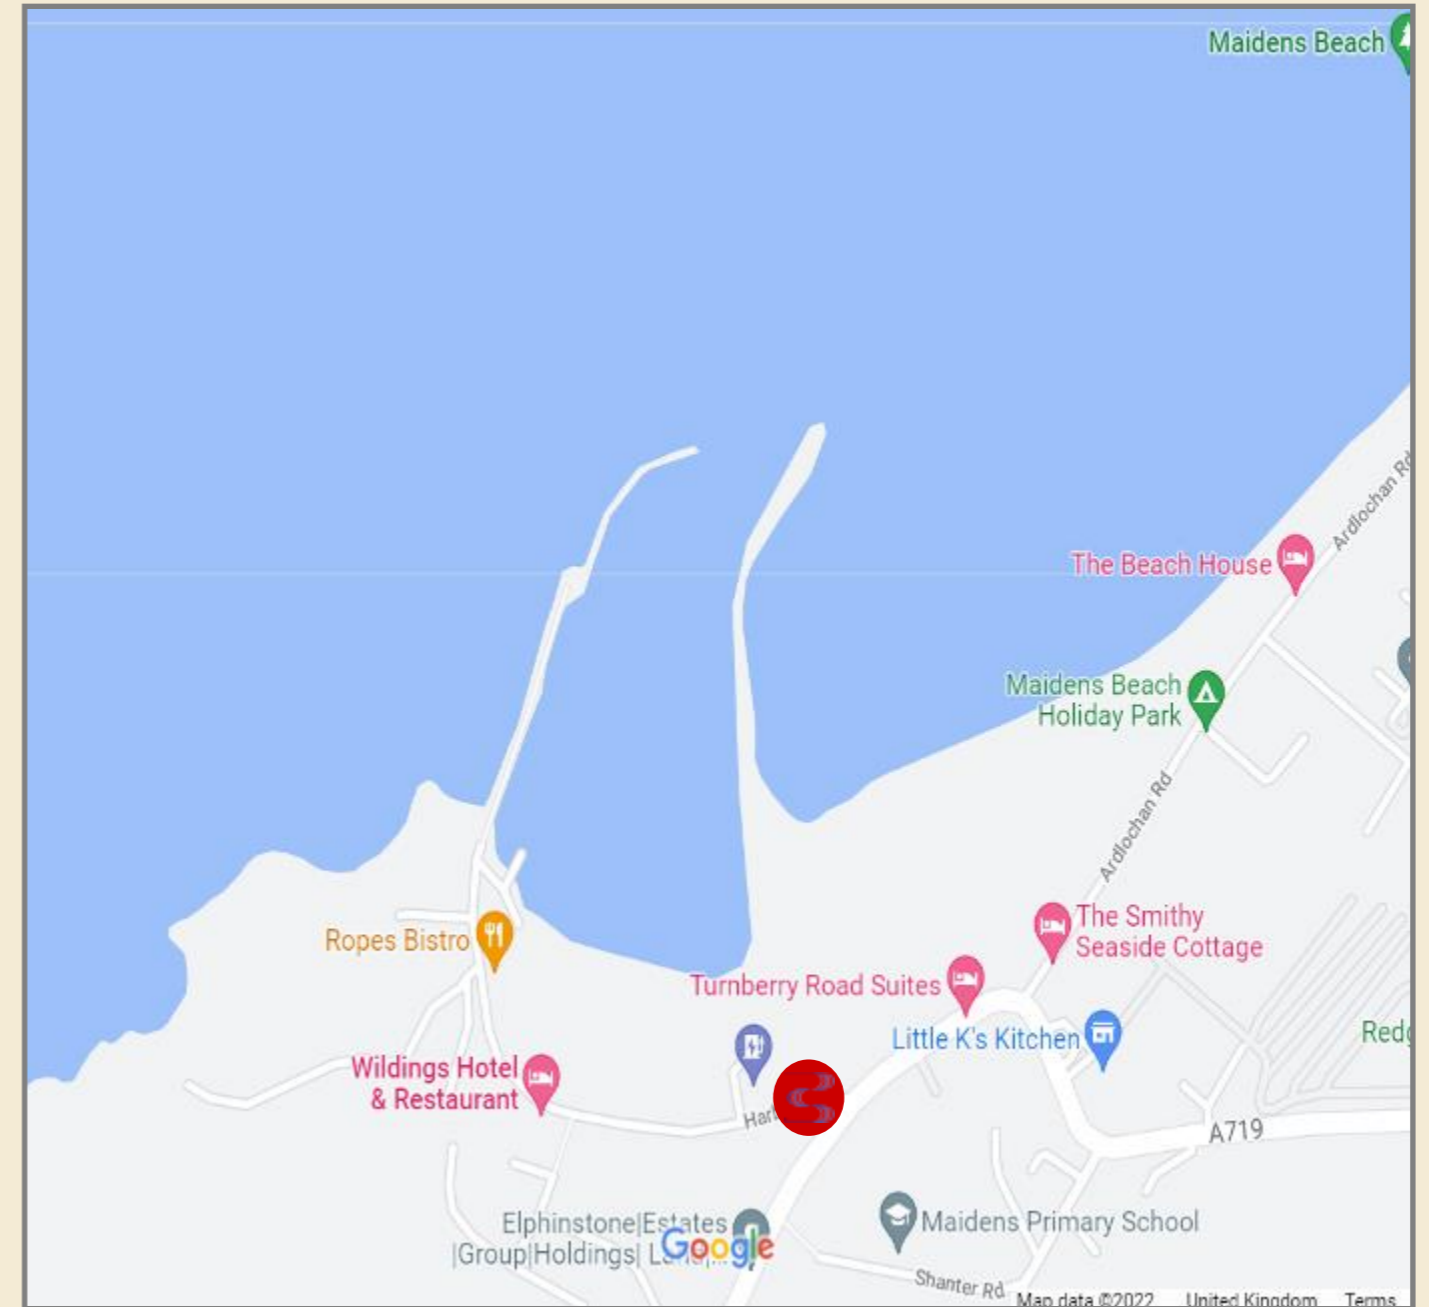 Maidens Beach
Ardlochan Rd
The Beach House
Maidens Beach
Holiday Park
Ardlochan Rd
The Smithy
Seaside Cottage
Ropes Bistro
Turnberry Road Suites
Little K's Kitchen
Wildings Hotel
& Restaurant
A719
Elphinstone|Estates
|Group|Holdings|
Google
Maidens Primary School
Shanter Rd
Map data ©2022 United Kingdom Terms